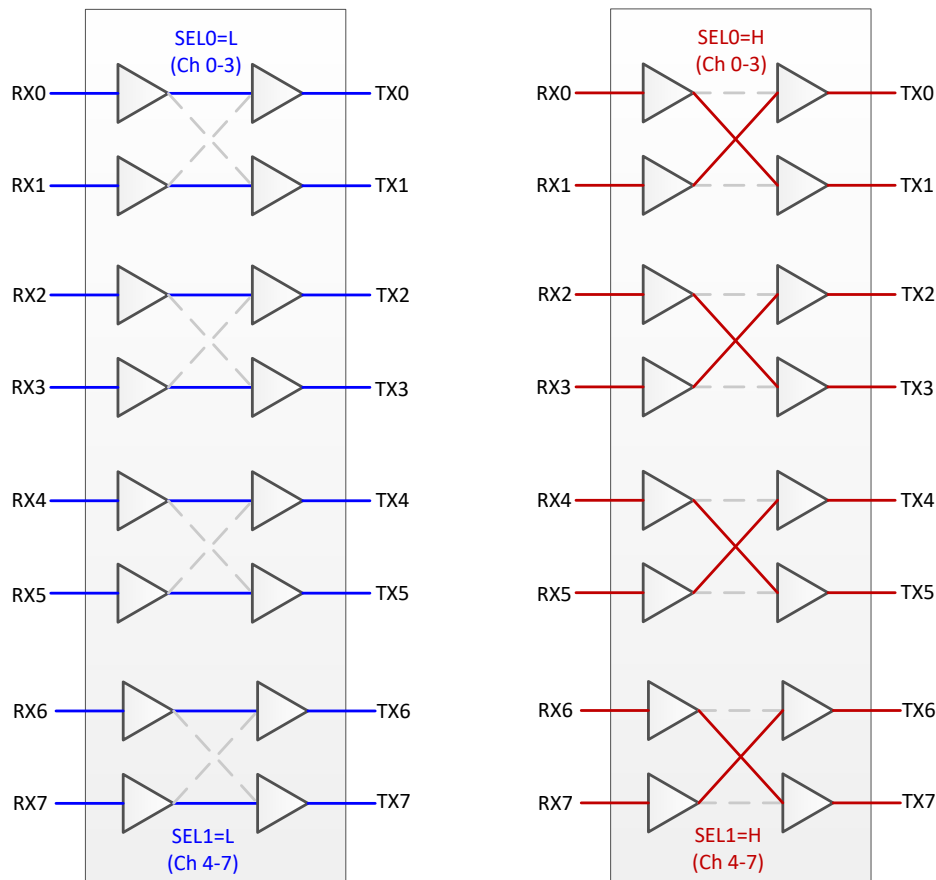 SEL0=L
(Ch 0-3)
RX0
TX0
RX1
TX1
RX2
TX2
RX3
TX3
RX4
TX4
RX5
TX5
RX6
TX6
RX7
TX7
SEL1=L
(Ch 4-7)
SEL0=H
(Ch 0-3)
RX0
TX0
RX1
TX1
RX2
TX2
RX3
TX3
RX4
TX4
RX5
TX5
RX6
TX6
RX7
TX7
SEL1=H
(Ch 4-7)